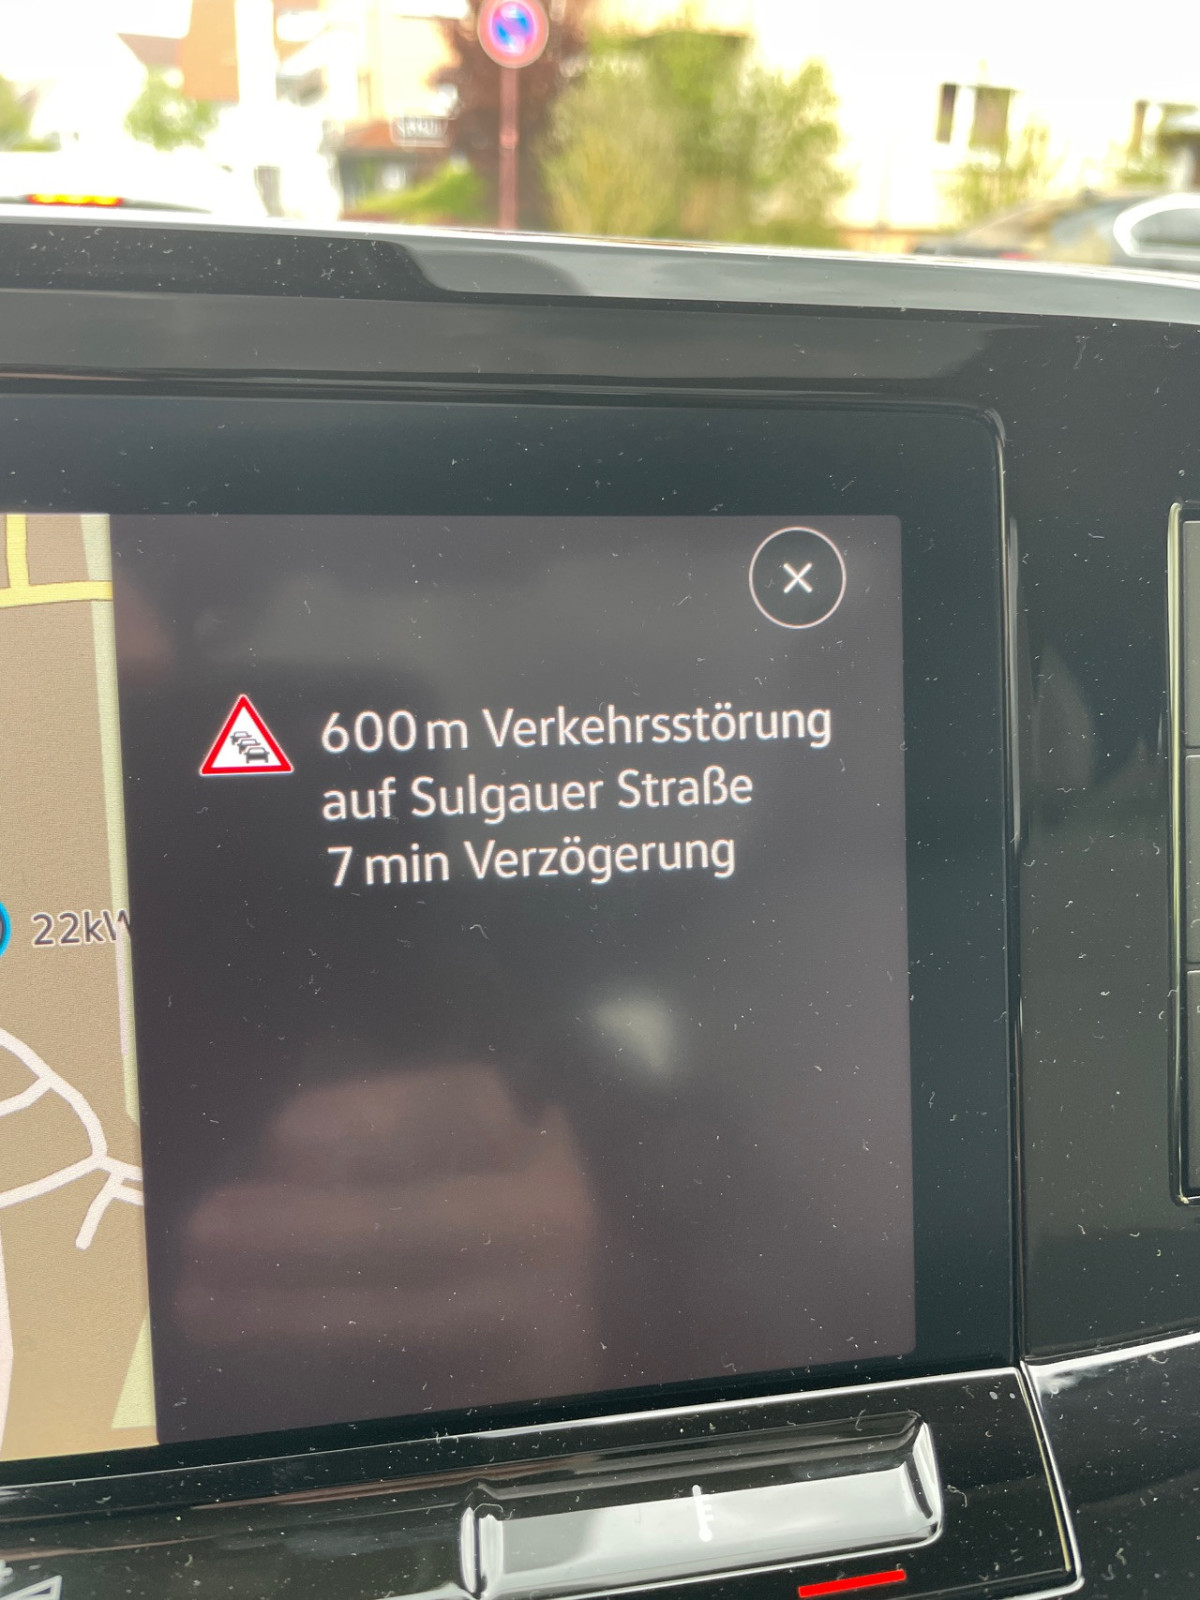 600 m Verkehrsstörung
auf Sulgauer Straße
7 min Verzögerung